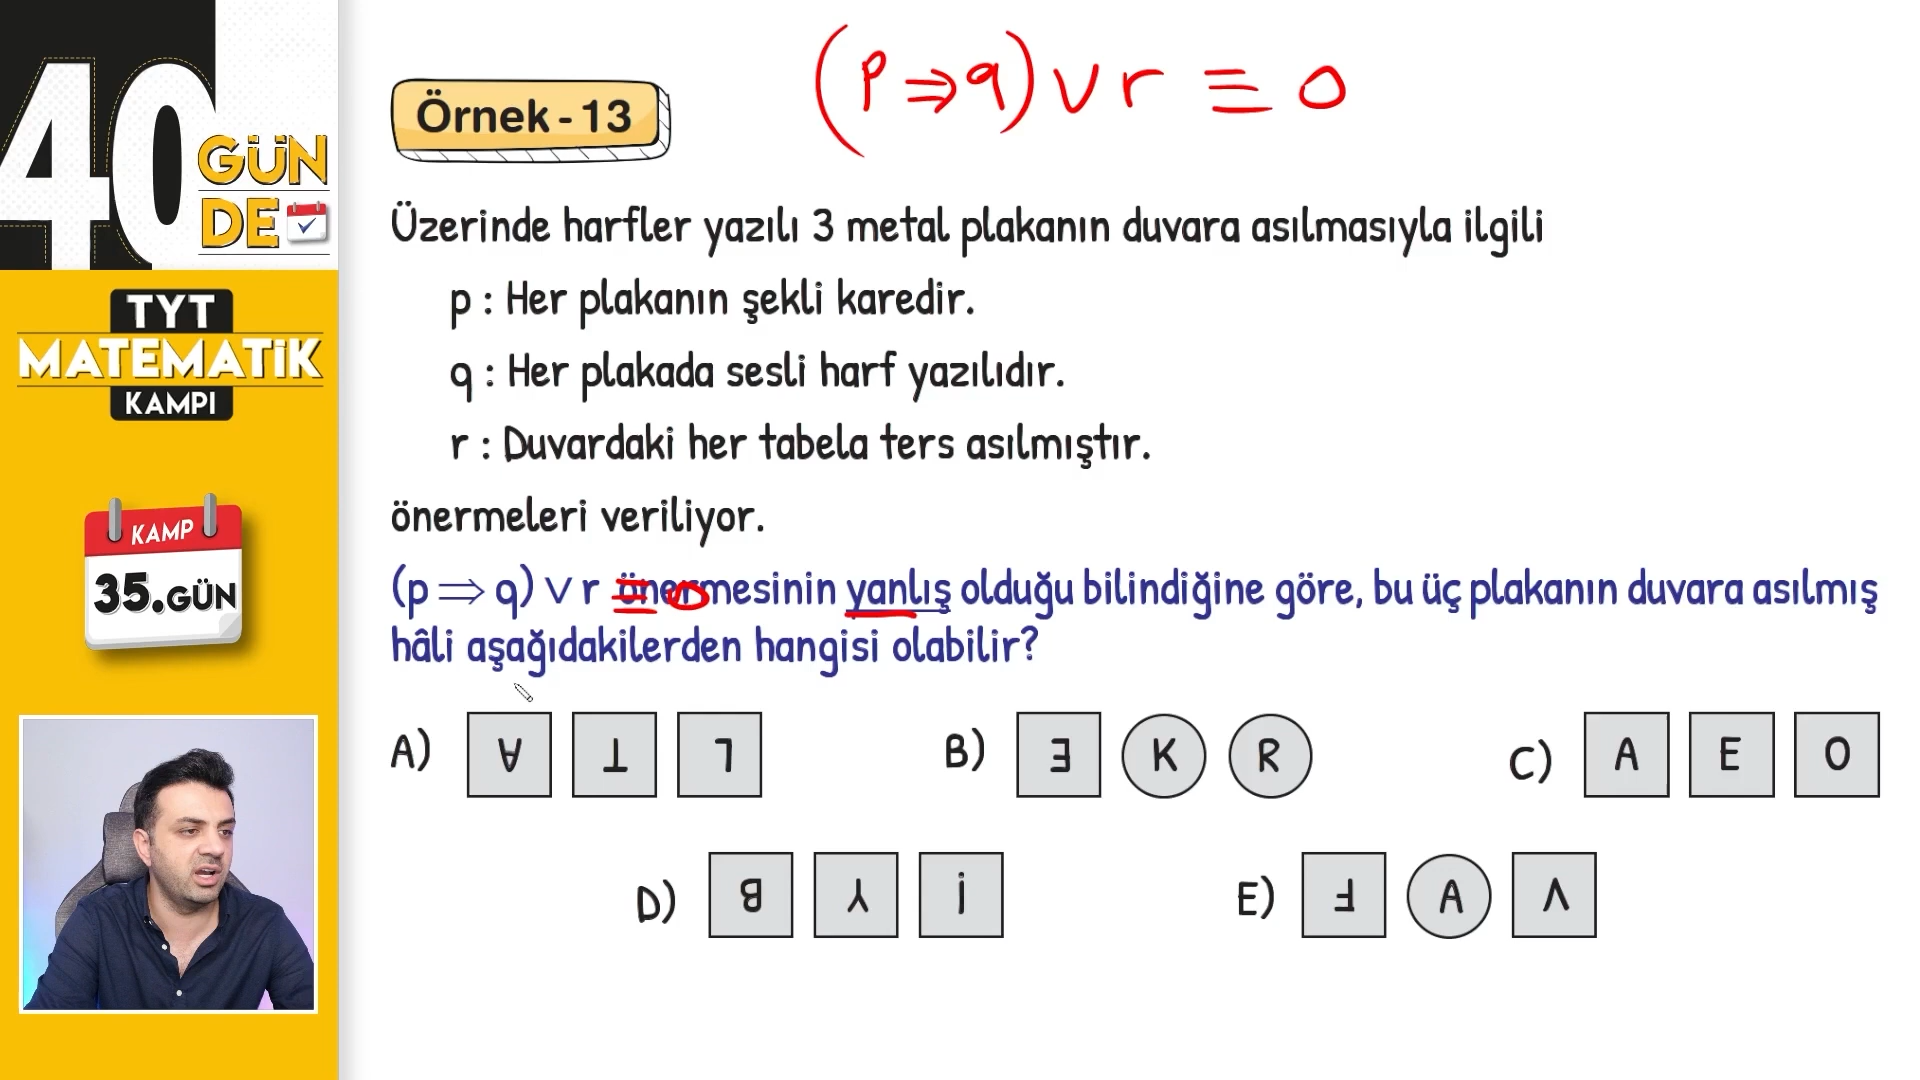 40
GÜN
DE
TYT
MATEMATİK
KAMPI
KAMP
35.GÜN
Örnek - 13
(p ⇒ q) ∨ r ≡ 0
Üzerinde harfler yazılı 3 metal plakanın duvara asılmasıyla ilgili
p : Her plakanın şekli karedir.
q : Her plakada sesli harf yazılıdır.
r : Duvardaki her tabela ters asılmıştır.
önermeleri veriliyor.
(p ⇒ q) ∨ r önermesinin yanlış olduğu bilindiğine göre, bu üç plakanın duvara asılmış
≡ 0
hâli aşağıdakilerden hangisi olabilir?
A) A T L B) E K R C) A E O
D) B Y İ E) F A V